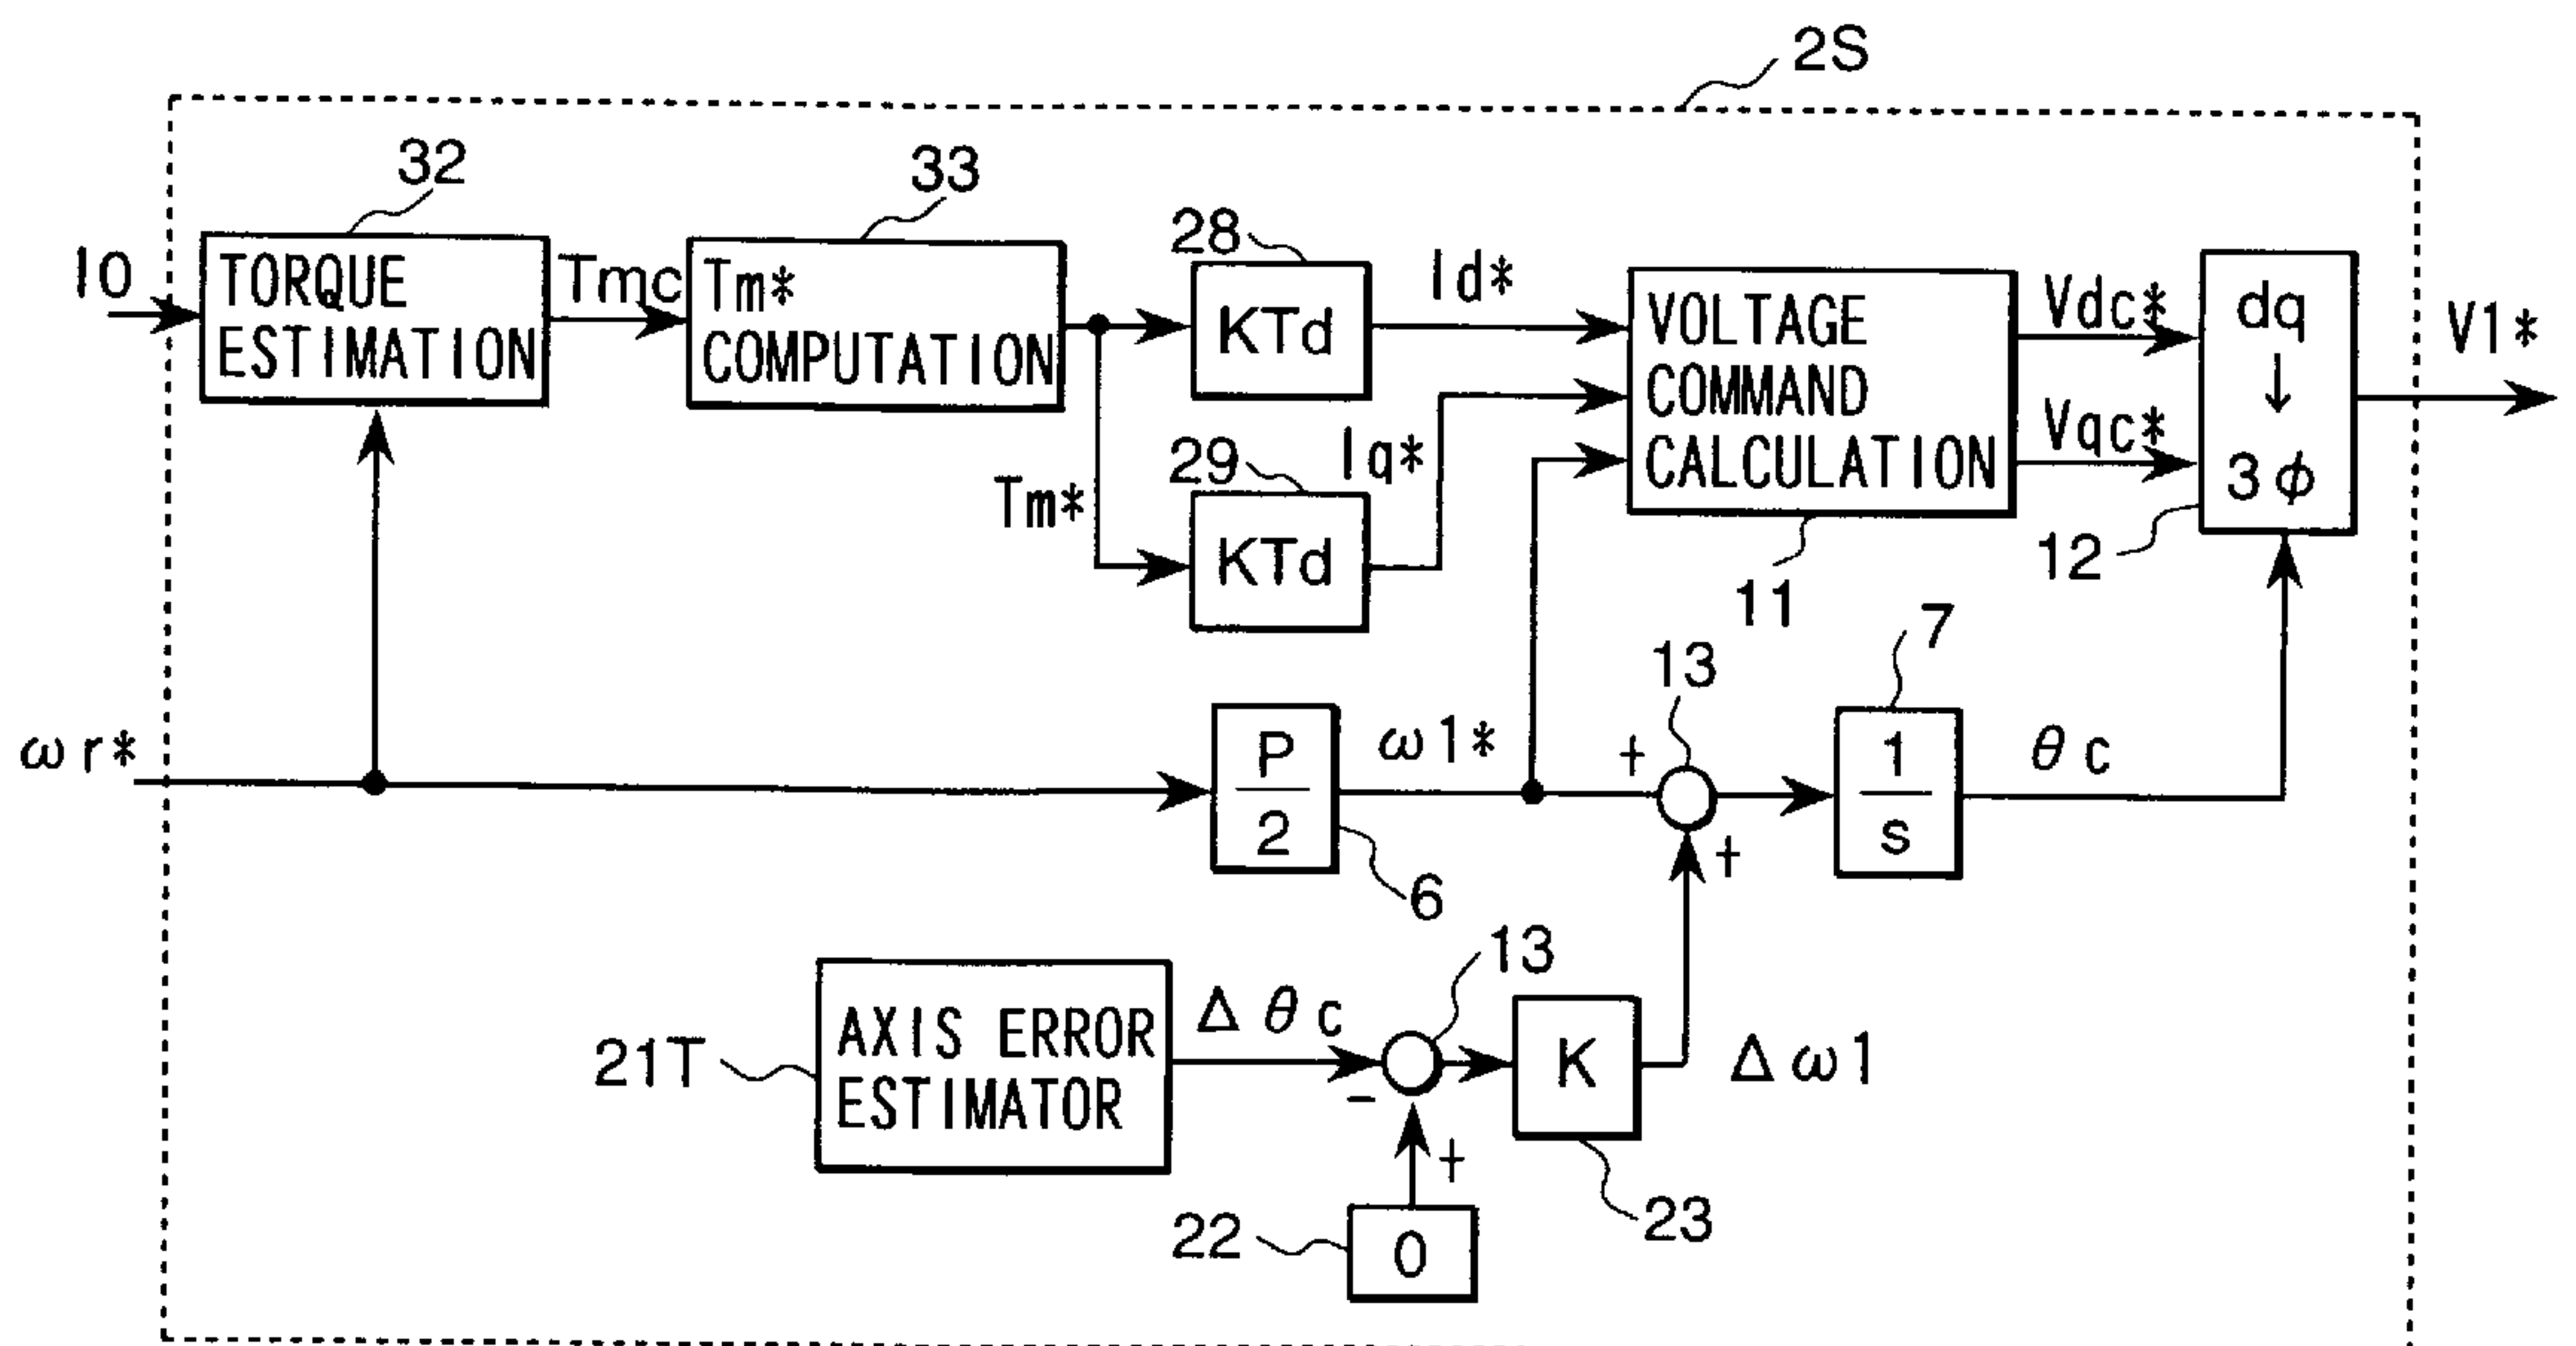 2S
32
33
28
I0
TORQUE
ESTIMATION
Tmc
Tm*
COMPUTATION
KTd
Id*
VOLTAGE
COMMAND
CALCULATION
Vdc*
Vqc*
dq
↓
3φ
V1*
29
Iq*
Tm*
KTd
11
12
7
13
ωr*
P
2
ω1*
+
1
s
θc
+
6
13
21T
AXIS ERROR
ESTIMATOR
Δθc
K
Δω1
-
+
22
0
23